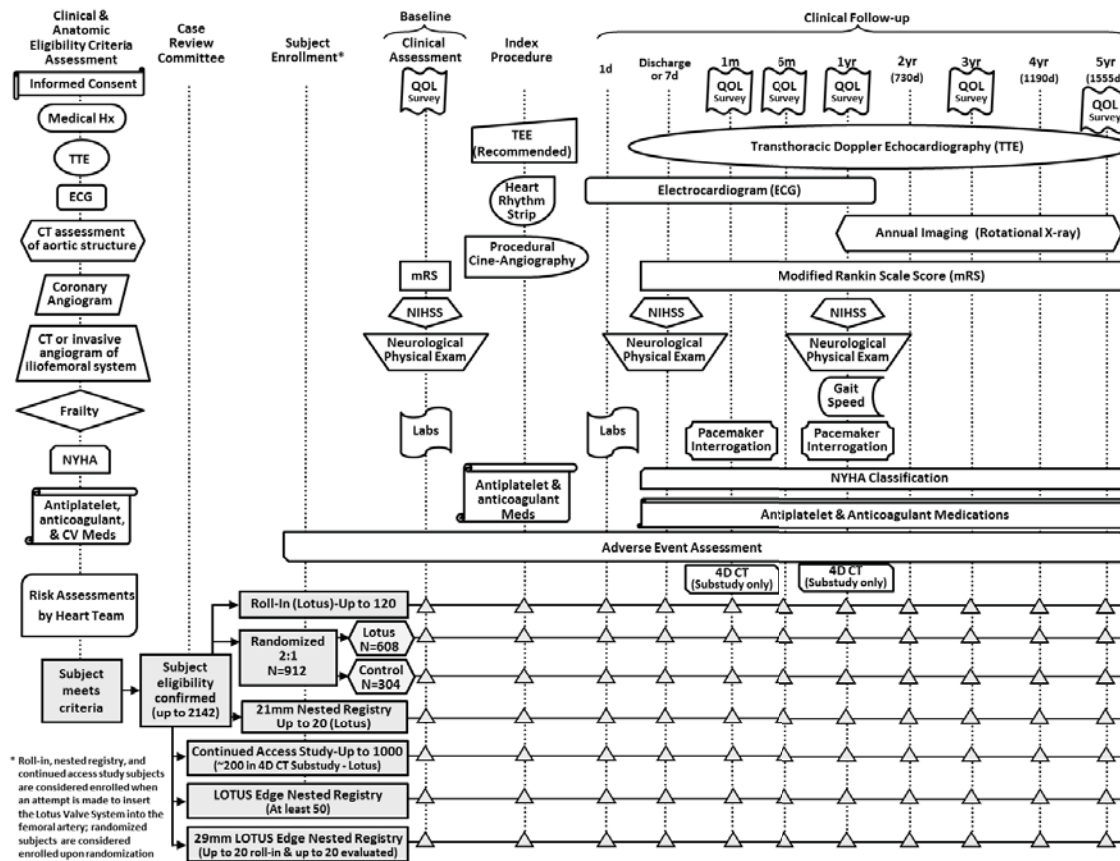 Clinical &
Anatomic
Eligibility Criteria
Assessment
Informed Consent
Medical Hx
TTE
ECG
CT assessment
of aortic structure
Coronary
Angiogram
CT or invasive
angiogram of
iliofemoral system
Frailty
NYHA
Antiplatelet,
anticoagulant,
& CV Meds
Risk Assessments
by Heart Team
Subject
meets
criteria
Case
Review
Committee
Subject
eligibility
confirmed
(up to 2142)
Subject
Enrollment*
Baseline
Clinical
Assessment
QOL
Survey
mRS
NIHSS
Neurological
Physical Exam
Labs
Index
Procedure
TEE
(Recommended)
Heart
Rhythm
Strip
Procedural
Cine-Angiography
Antiplatelet &
anticoagulant
Meds
Clinical Follow-up
1d
Discharge
or 7d
1m
QOL
Survey
6m
QOL
Survey
1yr
QOL
Survey
2yr
(730d)
3yr
QOL
Survey
4yr
(1190d)
5yr
(1555d)
QOL
Survey
Transthoracic Doppler Echocardiography (TTE)
Electrocardiogram (ECG)
Annual Imaging (Rotational X-ray)
Modified Rankin Scale Score (mRS)
NIHSS
NIHSS
Neurological
Physical Exam
Neurological
Physical Exam
Gait
Speed
Labs
Pacemaker
Interrogation
Pacemaker
Interrogation
NYHA Classification
Antiplatelet & Anticoagulant Medications
Adverse Event Assessment
4D CT
(Substudy only)
4D CT
(Substudy only)
Roll-In (Lotus)-Up to 120
Randomized
2:1
N=912
Lotus
N=608
Control
N=304
21mm Nested Registry
Up to 20 (Lotus)
Continued Access Study-Up to 1000
(~200 in 4D CT Substudy - Lotus)
LOTUS Edge Nested Registry
(At least 50)
29mm LOTUS Edge Nested Registry
(Up to 20 roll-in & up to 20 evaluated)
* Roll-in, nested registry, and
continued access study subjects
are considered enrolled when
an attempt is made to insert
the Lotus Valve System into the
femoral artery; randomized
subjects are considered
enrolled upon randomization